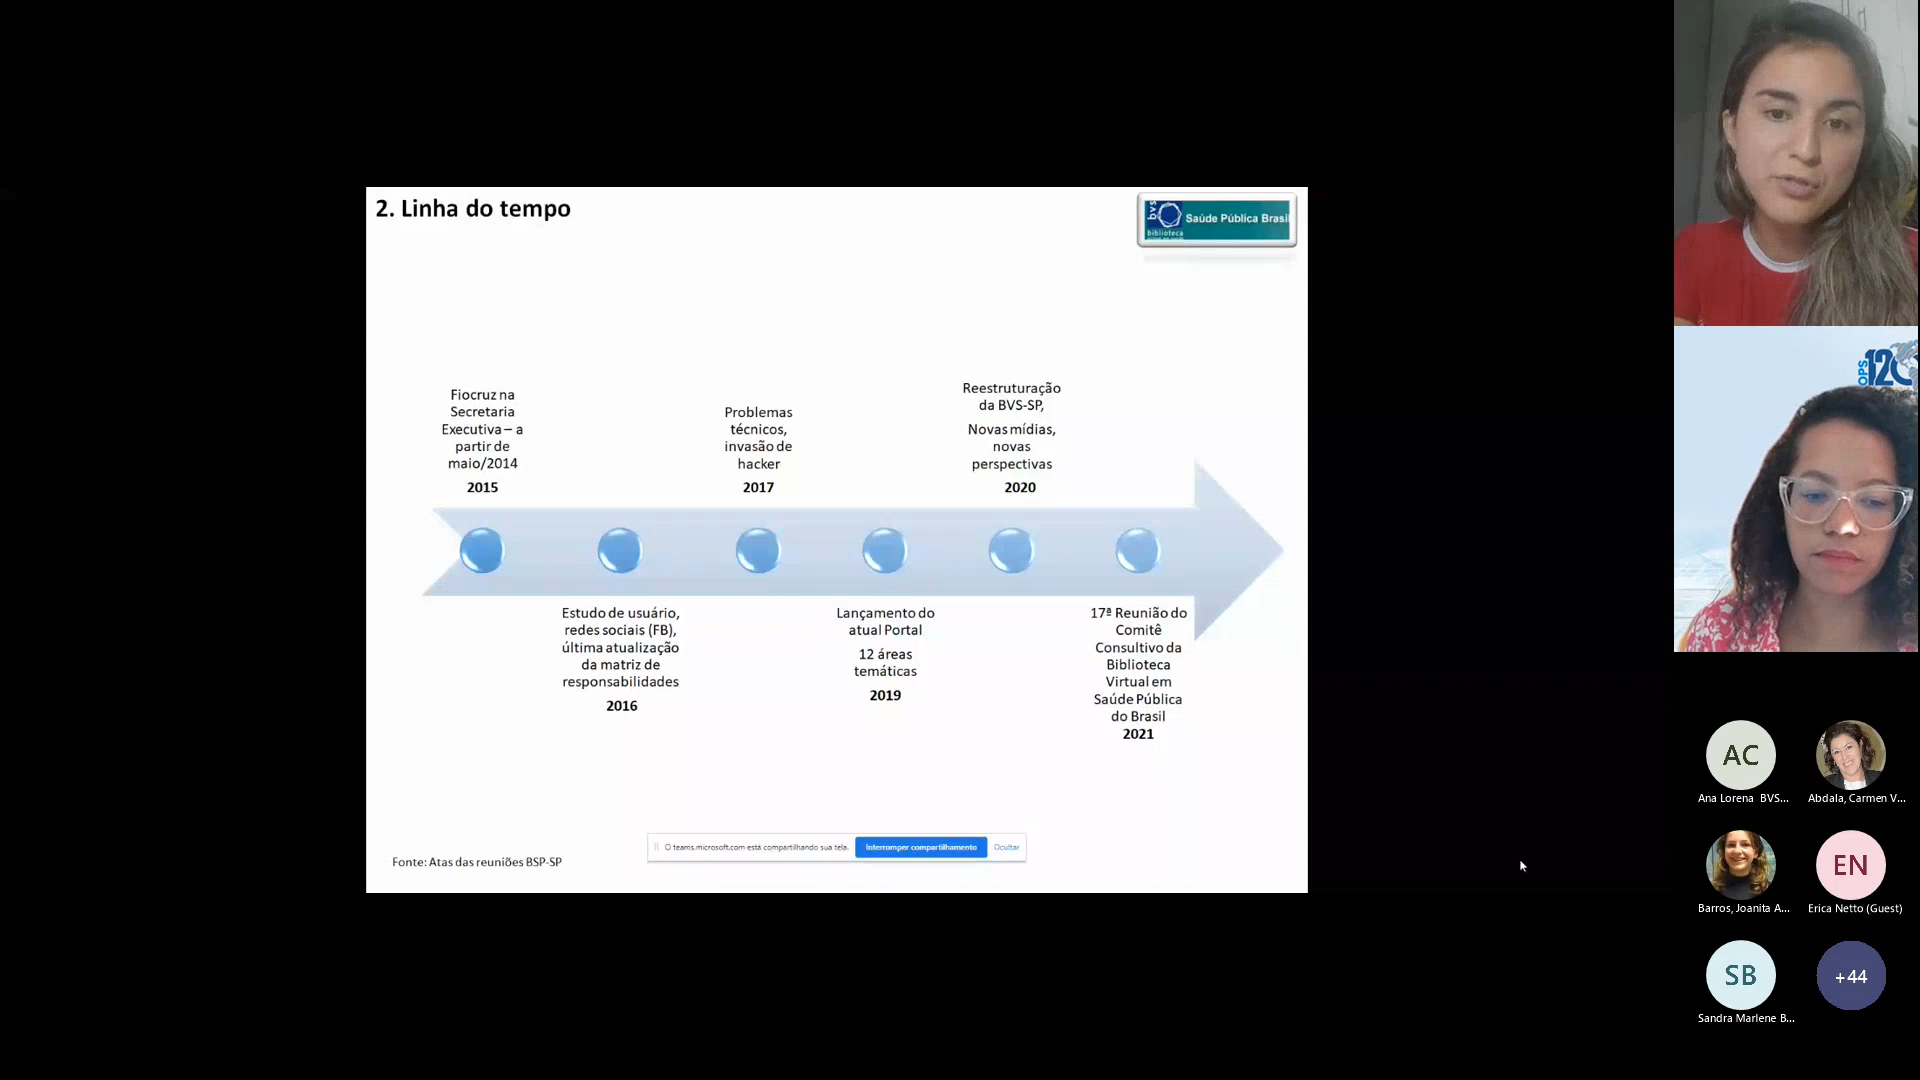 2. Linha do tempo
bvs
biblioteca
Saúde Pública Brasil
Fiocruz na
Secretaria
Executiva – a
partir de
maio/2014
2015
Problemas
técnicos,
invasão de
hacker
2017
Reestruturação
da BVS-SP,
Novas mídias,
novas
perspectivas
2020
Estudo de usuário,
redes sociais (FB),
última atualização
da matriz de
responsabilidades
2016
Lançamento do
atual Portal
12 áreas
temáticas
2019
17ª Reunião do
Comitê
Consultivo da
Biblioteca
Virtual em
Saúde Pública
do Brasil
2021
O teams.microsoft.com está compartilhando sua tela.
Interromper compartilhamento
Ocultar
Fonte: Atas das reuniões BSP-SP
OPS
AC
Ana Lorena BVS...
Abdala, Carmen V...
Barros, Joanita A...
EN
Erica Netto (Guest)
SB
Sandra Marlene B...
+44